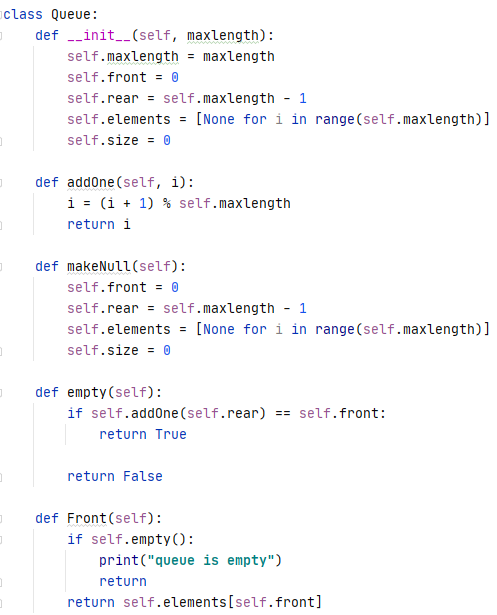 class Queue:
    def __init__(self, maxlength):
        self.maxlength = maxlength
        self.front = 0
        self.rear = self.maxlength - 1
        self.elements = [None for i in range(self.maxlength)]
        self.size = 0

    def addOne(self, i):
        i = (i + 1) % self.maxlength
        return i

    def makeNull(self):
        self.front = 0
        self.rear = self.maxlength - 1
        self.elements = [None for i in range(self.maxlength)]
        self.size = 0

    def empty(self):
        if self.addOne(self.rear) == self.front:
            return True

        return False

    def Front(self):
        if self.empty():
            print("queue is empty")
            return
        return self.elements[self.front]